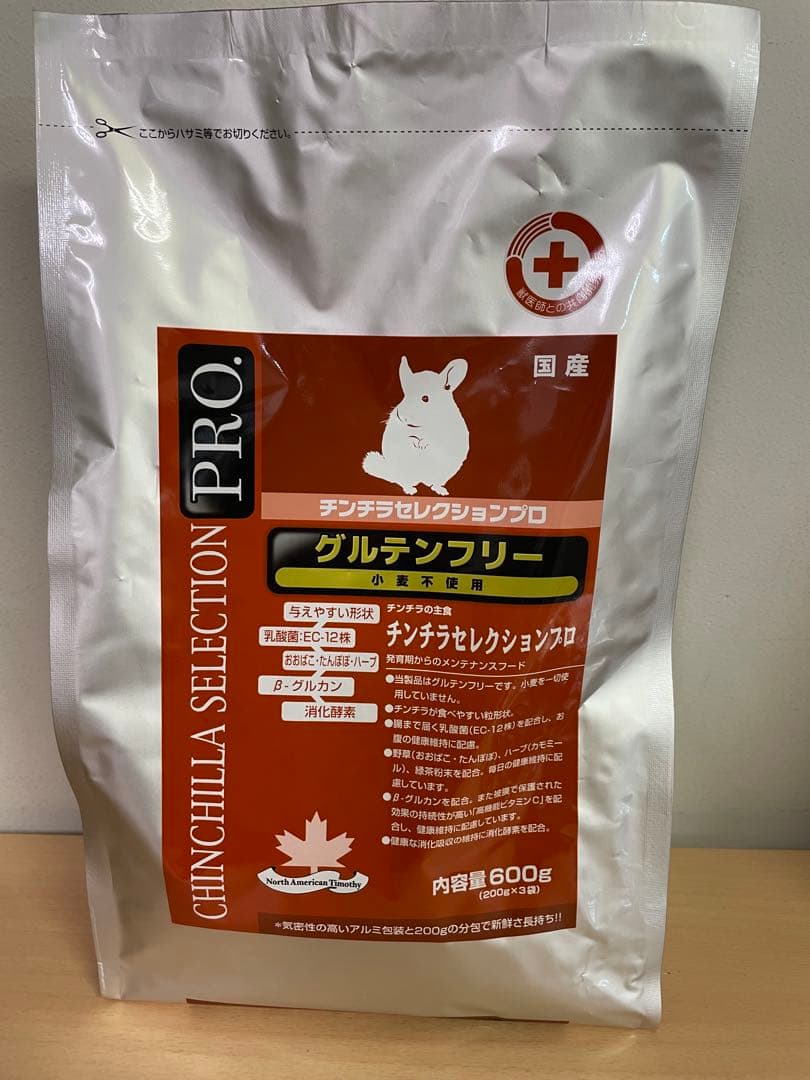 ここからハサミ等でお切りください。
獣医師との共同開発
国産
CHINCHILLA SELECTION PRO.
チンチラセレクションプロ
グルテンフリー
小麦不使用
与えやすい形状
乳酸菌:EC-12株
おおばこ・たんぽぽ・ハーブ
β-グルカン
消化酵素
チンチラの主食
チンチラセレクションプロ
発育期からのメンテナンスフード
●当製品はグルテンフリーです。小麦を一切使
用していません。
●チンチラが食べやすい粒形状。
●腸まで届く乳酸菌(EC-12株)を配合し、お
腹の健康維持に配慮。
●野草(おおばこ・たんぽぽ)、ハーブ(カモミー
ル)、緑茶粉末を配合。毎日の健康維持に配
慮しています。
●β-グルカンを配合。また被膜で保護された
効果の持続性が高い「高機能ビタミンC」を配
合し、健康維持に配慮しています。
●健康な消化吸収の維持に消化酵素を配合。
North American Timothy
内容量600g
(200g×3袋)
*気密性の高いアルミ包装と200gの分包で新鮮さ長持ち!!